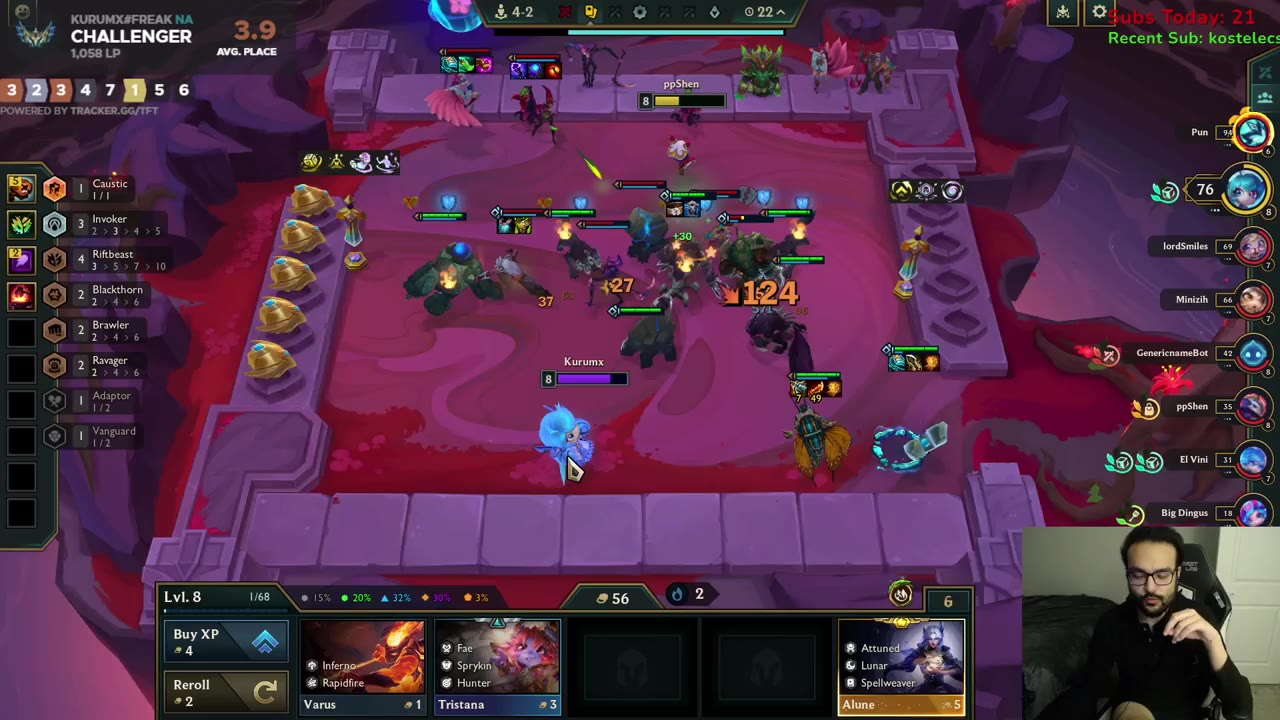 KURUMX#FREAK NA
CHALLENGER
1,058 LP
3.9
AVG. PLACE
3 2 3 4 7 1 5 6
POWERED BY TRACKER.GG/TFT
4-2
22
Subs Today: 21
Recent Sub: kostelecs
ppShen
8
1 Caustic
1 / 1
3 Invoker
2 > 3 > 4 > 5
4 Riftbeast
3 > 5 > 7 > 10
2 Blackthorn
2 > 4 > 6
2 Brawler
2 > 4 > 6
2 Ravager
2 > 4 > 6
1 Adaptor
1 / 2
1 Vanguard
1 / 2
Pun 94
76
lordSmiles 69
Minizih 66
GenericnameBot 42
ppShen 35
El Vini 31
Big Dingus 18
+30
27
37
63
124
7 49
Kurumx
8
Lvl. 8 1/68
15% 20% 32% 30% 3%
56
2
6
Buy XP
4
Reroll
2
Inferno
Rapidfire
Varus 1
Fae
Sprykin
Hunter
Tristana 3
Attuned
Lunar
Spellweaver
Alune 5